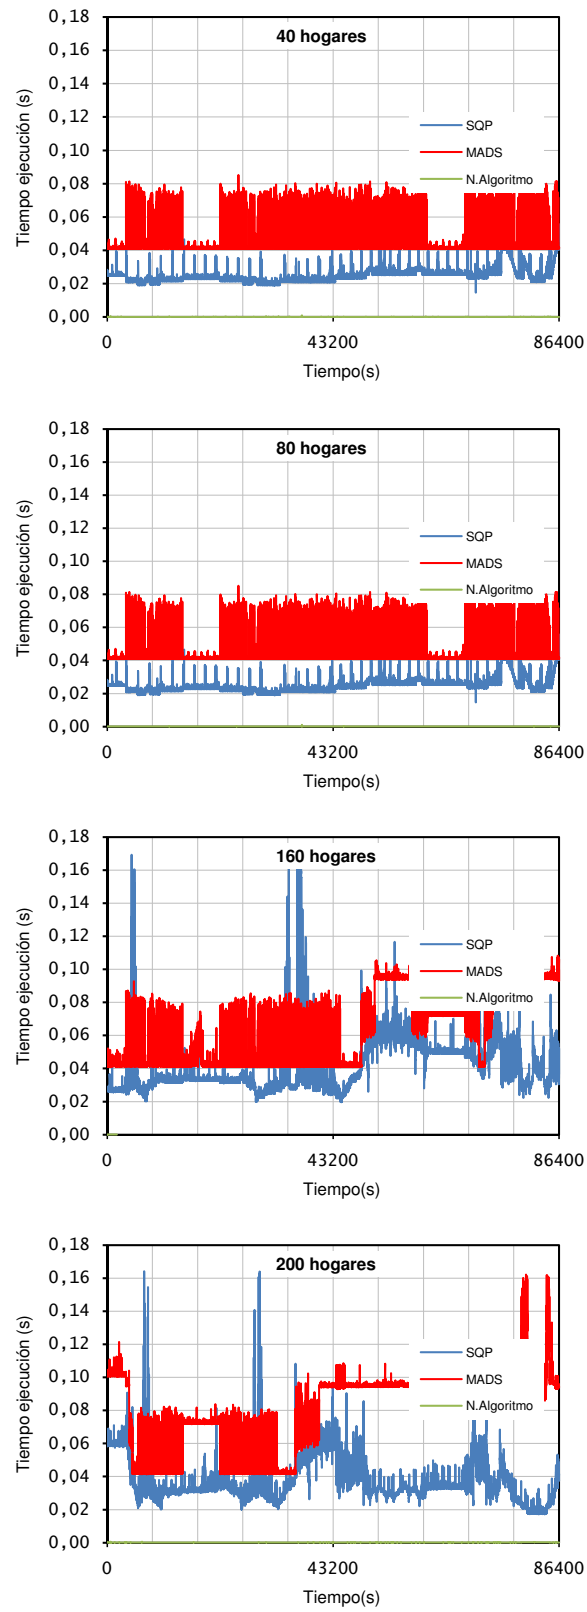 40 hogares
Tiempo ejecución (s)
0,18
0,16
0,14
0,12
0,10
0,08
0,06
0,04
0,02
0,00
SQP
MADS
N.Algoritmo
0 43200 86400
Tiempo(s)
80 hogares
Tiempo ejecución (s)
0,18
0,16
0,14
0,12
0,10
0,08
0,06
0,04
0,02
0,00
SQP
MADS
N.Algoritmo
0 43200 86400
Tiempo(s)
160 hogares
Tiempo ejecución (s)
0,18
0,16
0,14
0,12
0,10
0,08
0,06
0,04
0,02
0,00
SQP
MADS
N.Algoritmo
0 43200 86400
Tiempo(s)
200 hogares
Tiempo ejecución (s)
0,18
0,16
0,14
0,12
0,10
0,08
0,06
0,04
0,02
0,00
SQP
MADS
N.Algoritmo
0 43200 86400
Tiempo(s)